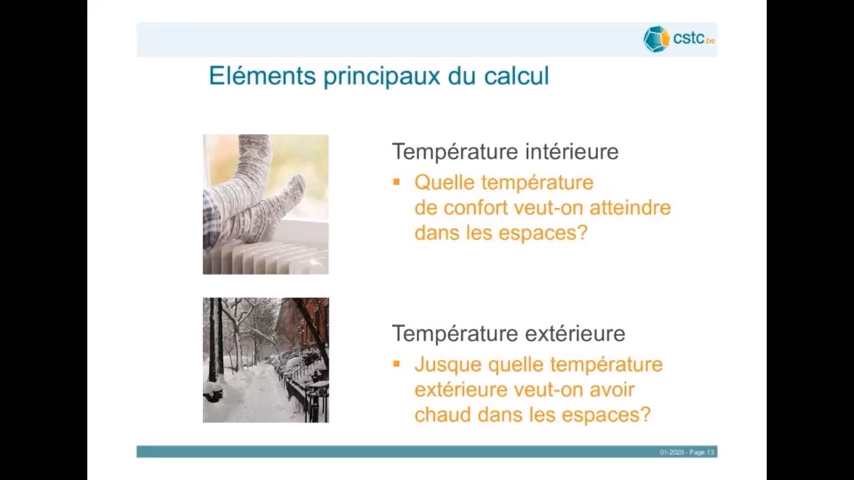 cstc.be
Eléments principaux du calcul
Température intérieure
▪ Quelle température
de confort veut-on atteindre
dans les espaces?
Température extérieure
▪ Jusque quelle température
extérieure veut-on avoir
chaud dans les espaces?
01-2020 - Page 13